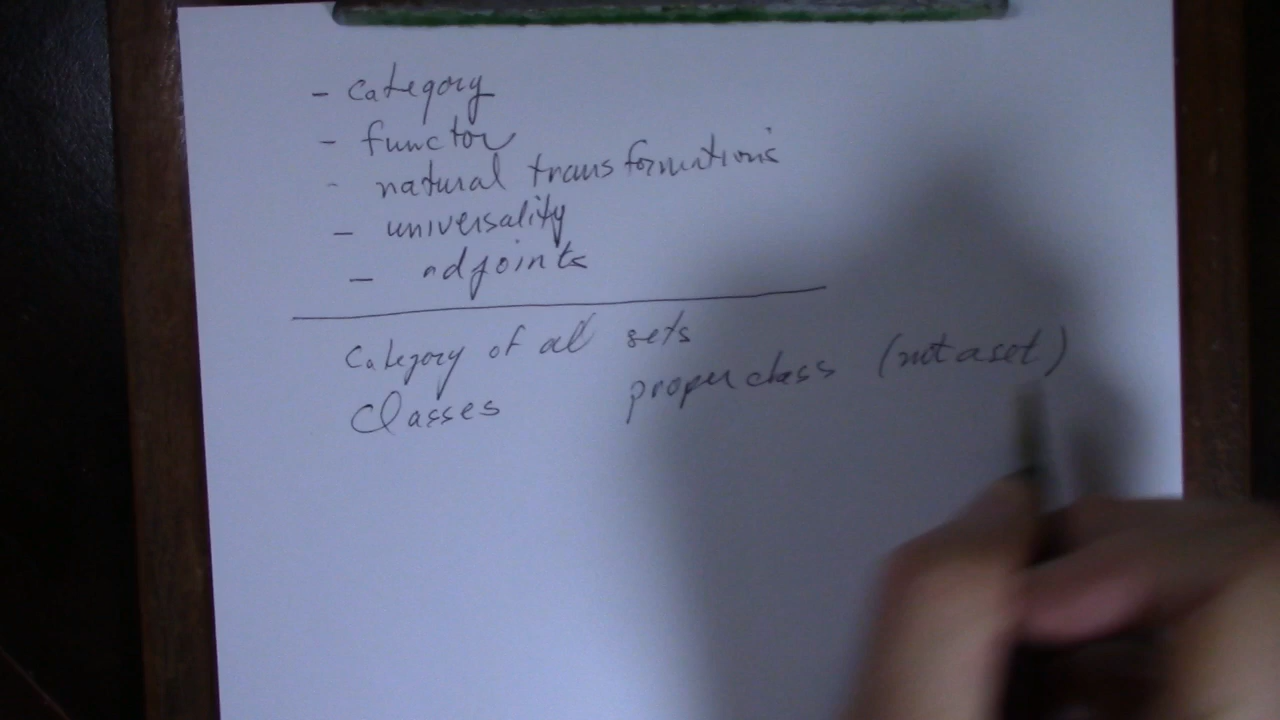 - category
- functor
- natural transformations
- universality
- adjoints
Category of all sets
Classes proper class (not a set)